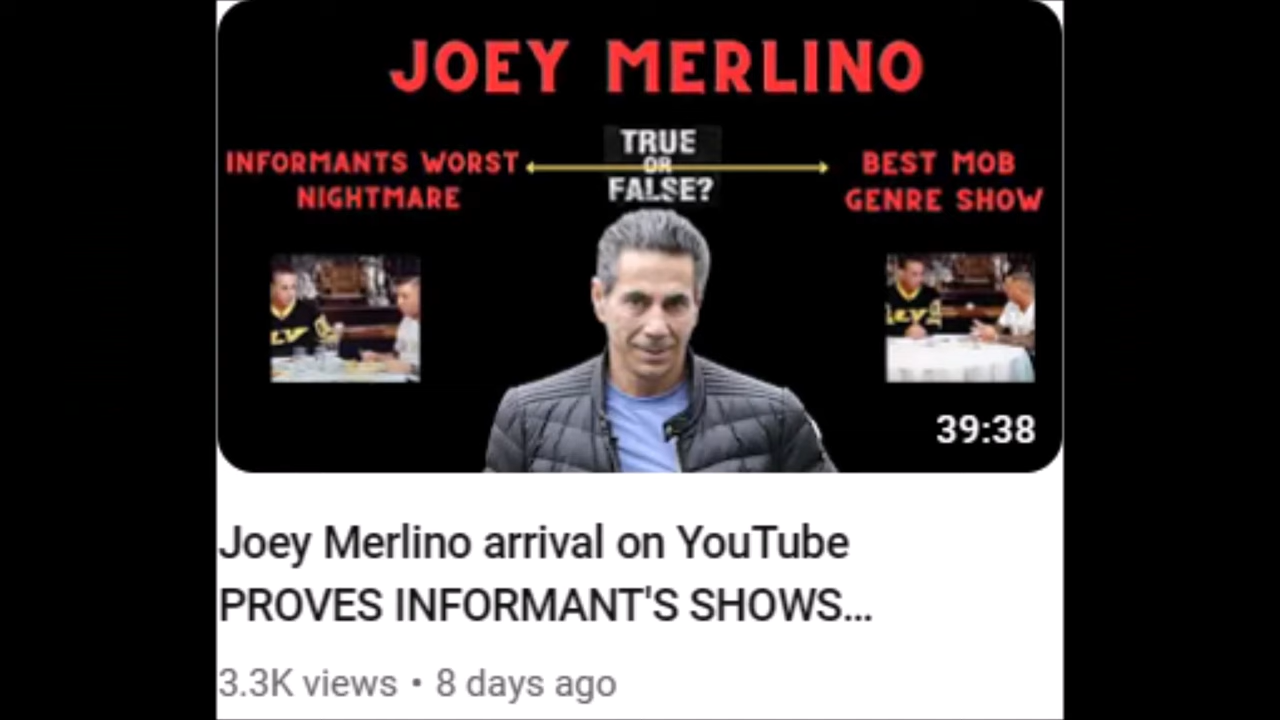 JOEY MERLINO
TRUE
INFORMANTS WORST
OR
BEST MOB
NIGHTMARE
FALSE?
GENRE SHOW
39:38
Joey Merlino arrival on YouTube
PROVES INFORMANT'S SHOWS...
3.3K views • 8 days ago